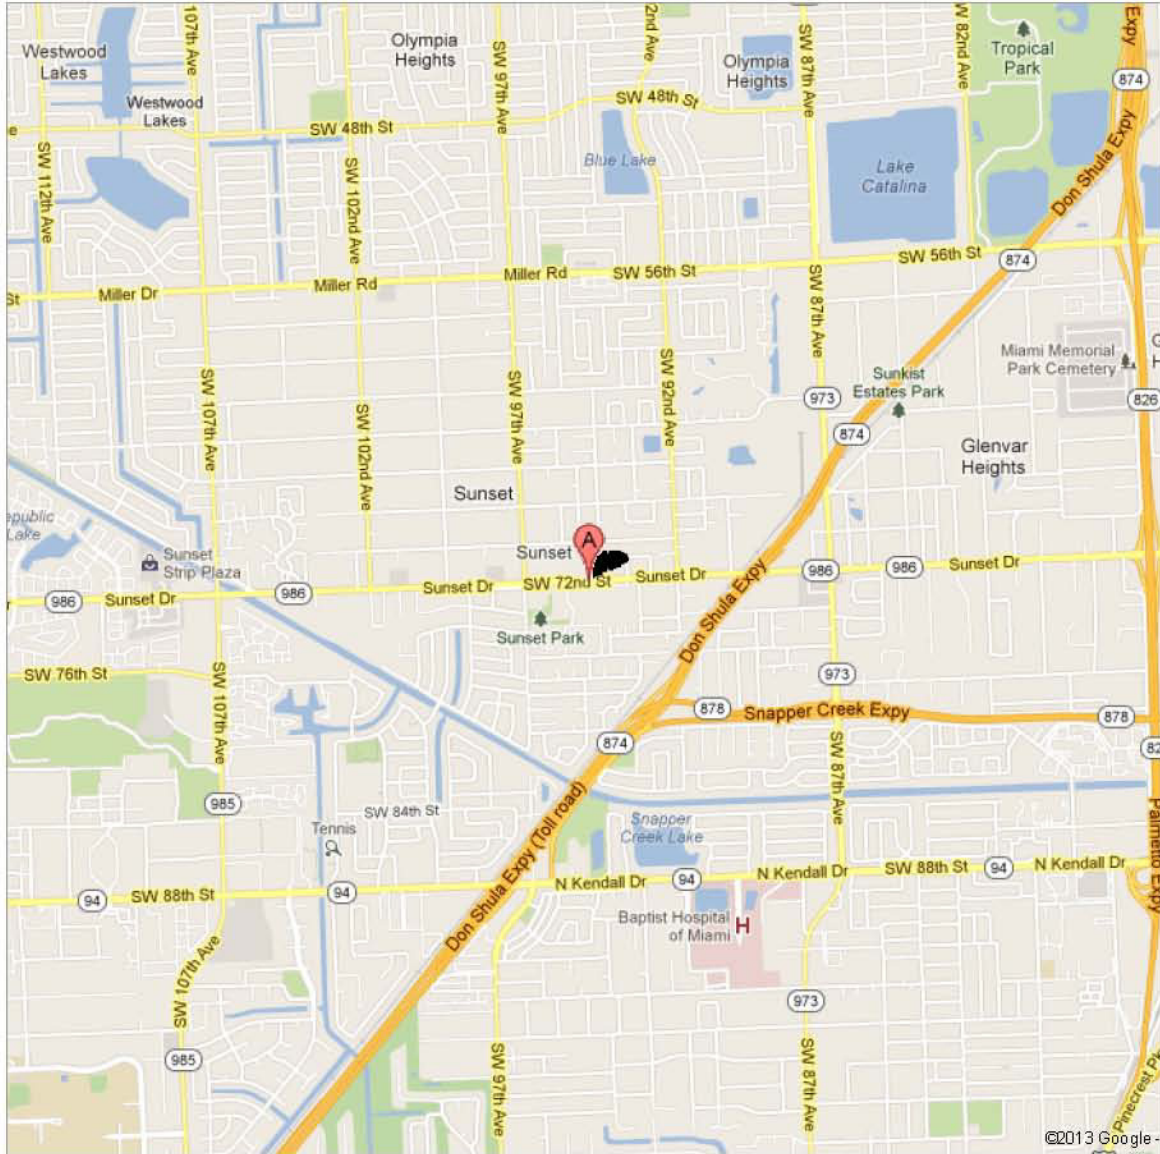 107th Ave
2nd Ave
W 82nd Ave
Expy
Westwood
Lakes
Olympia
Heights
SW 97th Ave
SW 87th Ave
Tropical
Park
Olympia
Heights
874
Westwood
Lakes
SW 48th St
SW 48th St
Don Shula Expy
SW 112th Ave
SW 102nd Ave
Blue Lake
Lake
Catalina
SW 56th St
874
Miller Rd
SW 56th St
Miller Rd
Miller Dr
St
SW 87th Ave
Miami Memorial
Park Cemetery
SW 107th Ave
SW 97th Ave
SW 92nd Ave
Sunkist
Estates Park
973
826
SW 102nd Ave
874
Glenvar
Heights
Sunset
epublic
Lake
Sunset
Strip Plaza
A
Sunset
986
Sunset Dr
986
Sunset Dr
SW 72nd St
Sunset Dr
986
986
Sunset Dr
Don Shula Expy
Sunset Park
SW 76th St
SW 107th Ave
973
878
Snapper Creek Expy
878
874
82
SW 87th Ave
985
SW 84th St
Don Shula Expy (Toll road)
Palmetto Expy
Tennis
Snapper
Creek Lake
94
SW 88th St
94
N Kendall Dr
94
N Kendall Dr
SW 88th St
94
N Kendall Dr
Baptist Hospital
of Miami
H
SW 107th Ave
973
985
SW 97th Ave
SW 87th Ave
Pinecrest P
©2013 Google -